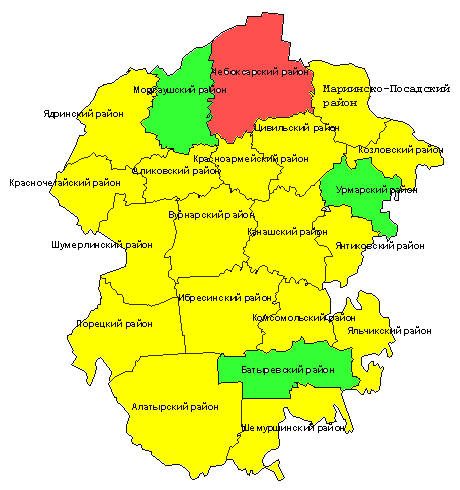 Чебоксарский район
Моргаушский район
Мариинско-Посадский
район
Ядринский район
Цивильский район
Козловский район
Красноармейский район
Аликовский район
Красночетайский район
Урмарский район
Вурнарский район
Канашский район
Шумерлинский район
Янтиковский район
Ибресинский район
Комсомольский район
Порецкий район
Яльчикский район
Батыревский район
Алатырский район
Шемуршинский район